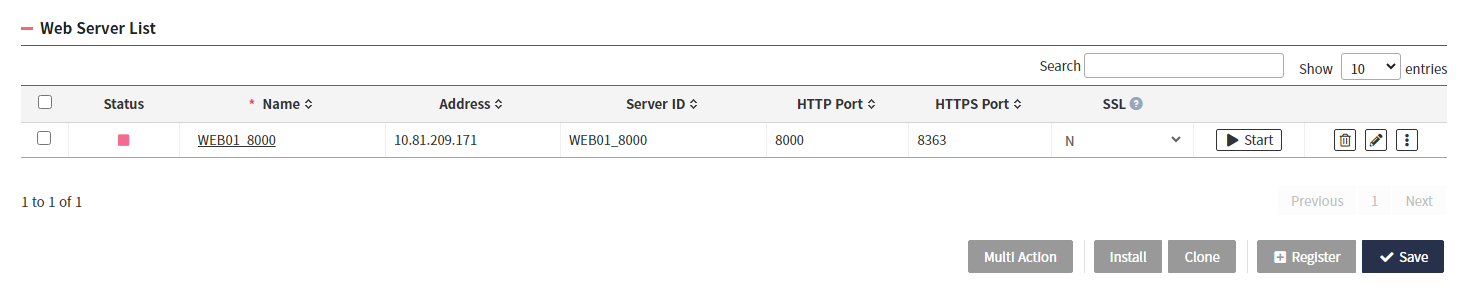 Web Server List
Search Show 10 entries
Status * Name Address Server ID HTTP Port HTTPS Port SSL ?
WEB01_8000 10.81.209.171 WEB01_8000 8000 8363 N Start
1 to 1 of 1 Previous 1 Next
Multi Action Install Clone Register Save